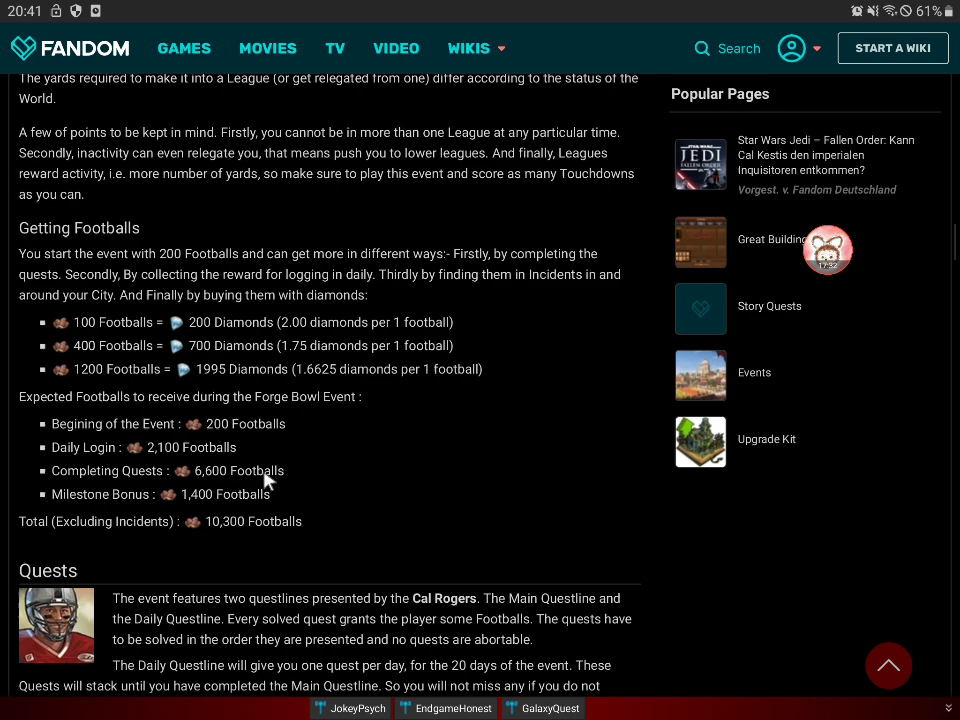 20:41 61%
FANDOM GAMES MOVIES TV VIDEO WIKIS Search START A WIKI
The yards required to make it into a League (or get relegated from one) differ according to the status of the
World.
A few of points to be kept in mind. Firstly, you cannot be in more than one League at any particular time.
Secondly, inactivity can even relegate you, that means push you to lower leagues. And finally, Leagues
reward activity, i.e. more number of yards, so make sure to play this event and score as many Touchdowns
as you can.
Getting Footballs
You start the event with 200 Footballs and can get more in different ways:- Firstly, by completing the
quests. Secondly, By collecting the reward for logging in daily. Thirdly by finding them in Incidents in and
around your City. And Finally by buying them with diamonds:
100 Footballs = 200 Diamonds (2.00 diamonds per 1 football)
400 Footballs = 700 Diamonds (1.75 diamonds per 1 football)
1200 Footballs = 1995 Diamonds (1.6625 diamonds per 1 football)
Expected Footballs to receive during the Forge Bowl Event :
Begining of the Event : 200 Footballs
Daily Login : 2,100 Footballs
Completing Quests : 6,600 Footballs
Milestone Bonus : 1,400 Footballs
Total (Excluding Incidents) : 10,300 Footballs
Quests
The event features two questlines presented by the Cal Rogers. The Main Questline and
the Daily Questline. Every solved quest grants the player some Footballs. The quests have
to be solved in the order they are presented and no quests are abortable.
The Daily Questline will give you one quest per day, for the 20 days of the event. These
Quests will stack until you have completed the Main Questline. So you will not miss any if you do not
Popular Pages
JEDI
Star Wars Jedi – Fallen Order: Kann
Cal Kestis den imperialen
Inquisitoren entkommen?
Vorgest. v. Fandom Deutschland
Great Building
17:32
Story Quests
Events
Upgrade Kit
JokeyPsych EndgameHonest GalaxyQuest